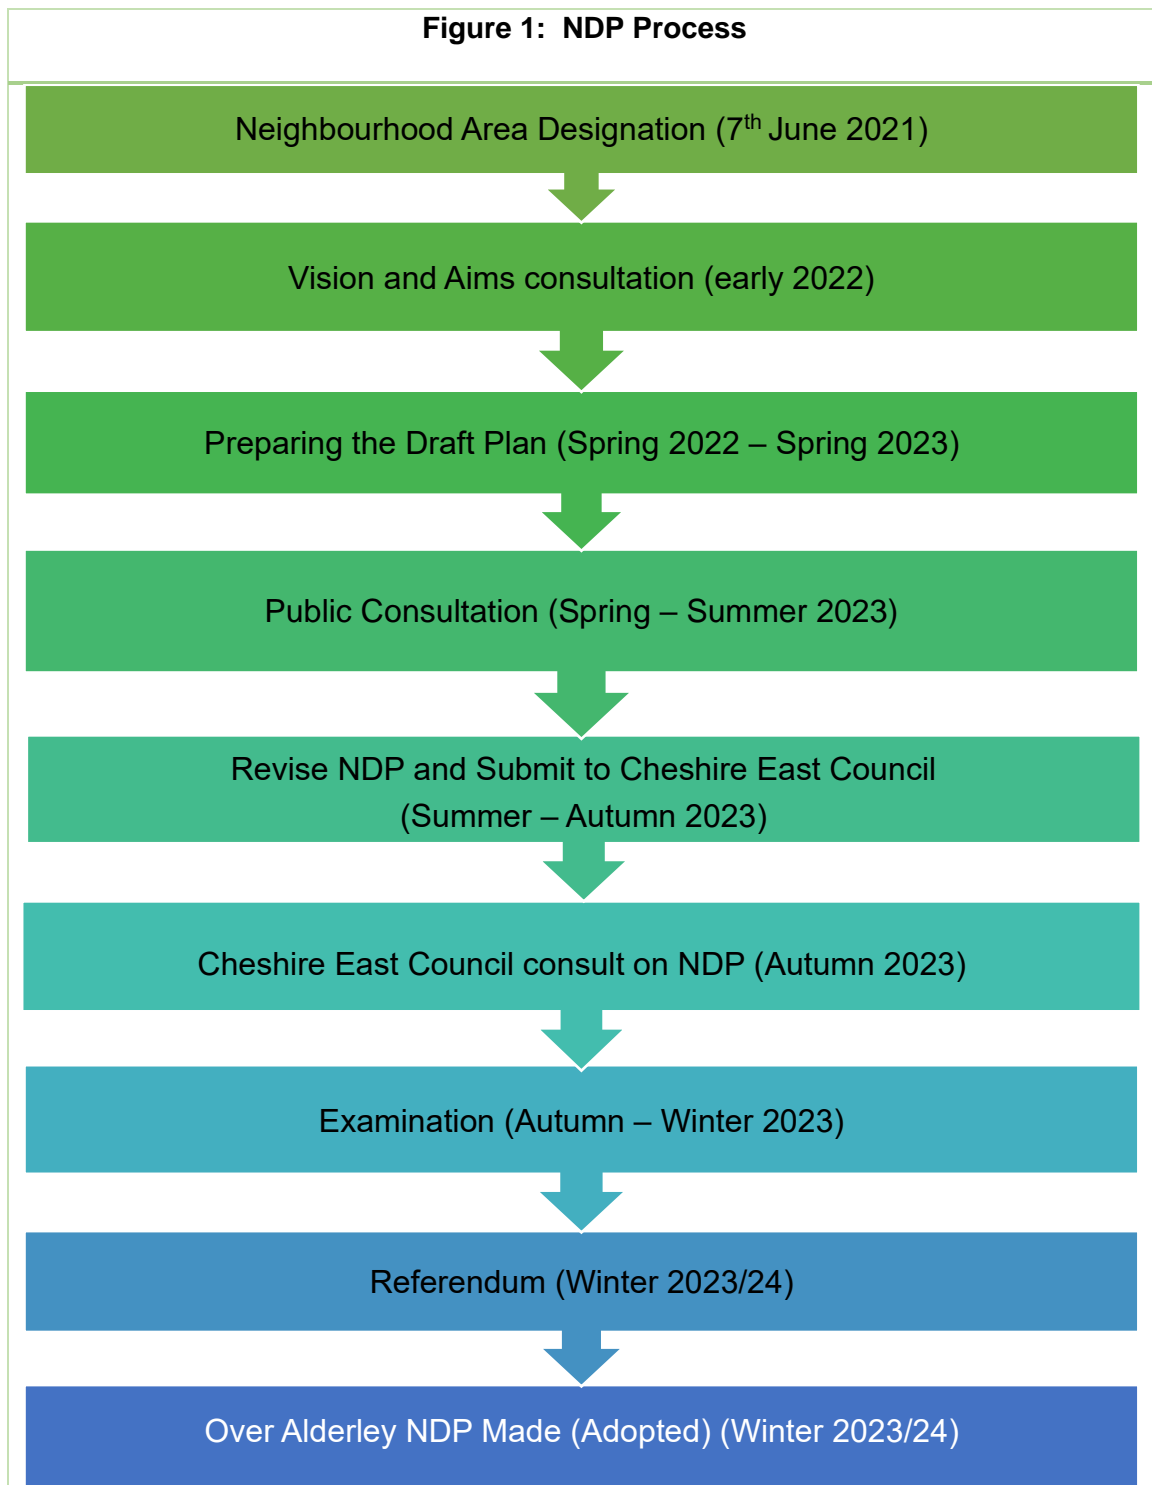 Figure 1:  NDP Process
Neighbourhood Area Designation (7th June 2021)
Vision and Aims consultation (early 2022)
Preparing the Draft Plan (Spring 2022 – Spring 2023)
Public Consultation (Spring – Summer 2023)
Revise NDP and Submit to Cheshire East Council
(Summer – Autumn 2023)
Cheshire East Council consult on NDP (Autumn 2023)
Examination (Autumn – Winter 2023)
Referendum (Winter 2023/24)
Over Alderley NDP Made (Adopted) (Winter 2023/24)